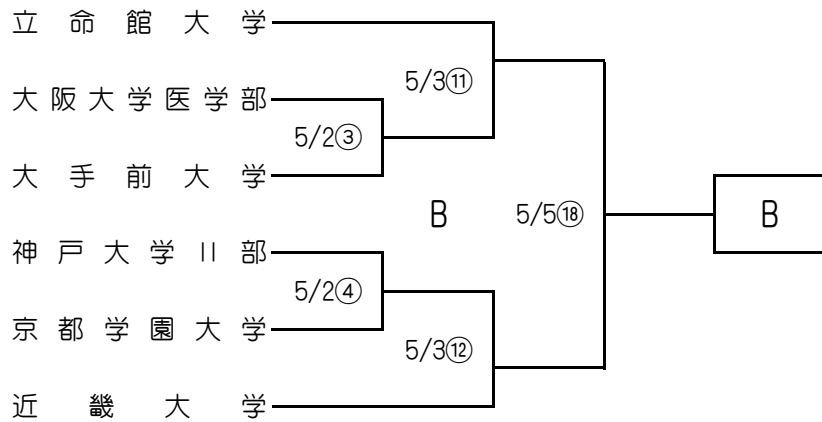 立命館大学
5/3⑪
大阪大学医学部
5/2③
大手前大学
B 5/5⑱ B
神戸大学Ⅱ部
5/2④
京都学園大学
5/3⑫
近畿大学